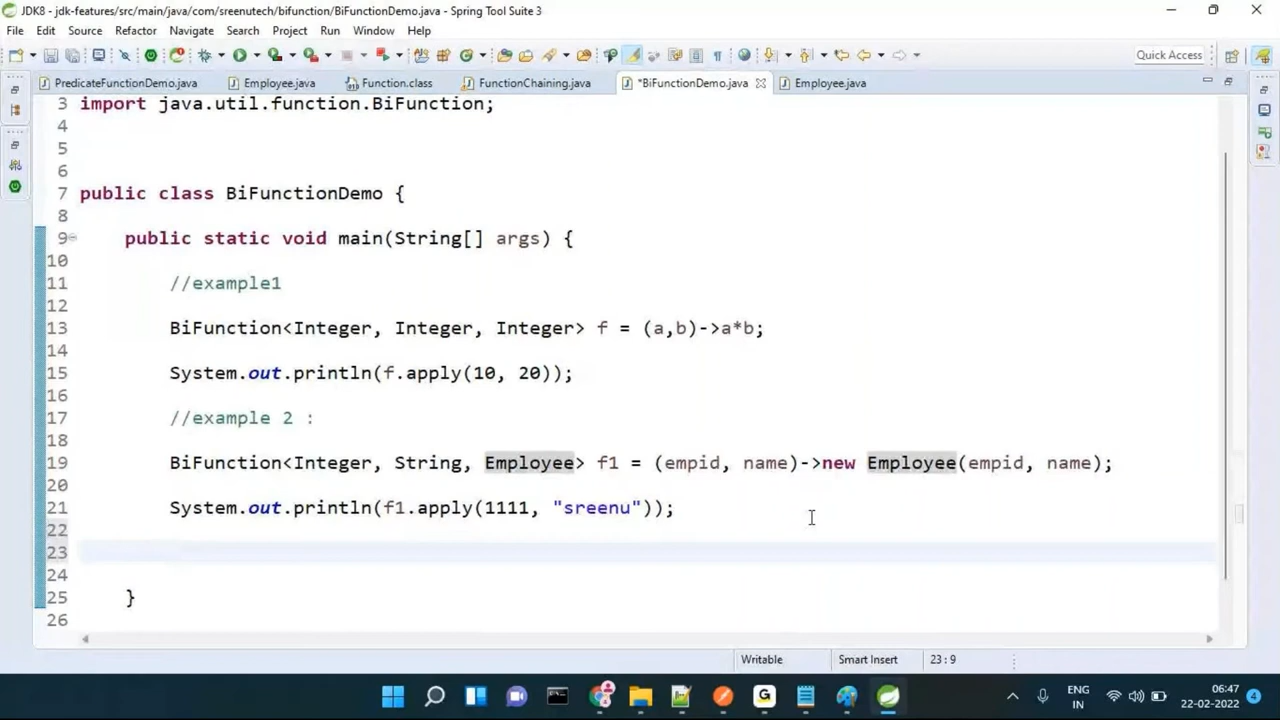 JDK8 - jdk-features/src/main/java/com/sreenutech/bifunction/BiFunctionDemo.java - Spring Tool Suite 3
File Edit Source Refactor Navigate Search Project Run Window Help
Quick Access
PredicateFunctionDemo.java Employee.java Function.class FunctionChaining.java *BiFunctionDemo.java Employee.java
3 import java.util.function.BiFunction;
4
5
6
7 public class BiFunctionDemo {
8
9 public static void main(String[] args) {
10
11 //example1
12
13 BiFunction<Integer, Integer, Integer> f = (a,b)->a*b;
14
15 System.out.println(f.apply(10, 20));
16
17 //example 2 :
18
19 BiFunction<Integer, String, Employee> f1 = (empid, name)->new Employee(empid, name);
20
21 System.out.println(f1.apply(1111, "sreenu"));
22
23
24
25 }
26
Writable Smart Insert 23 : 9
ENG 06:47
IN 22-02-2022 4